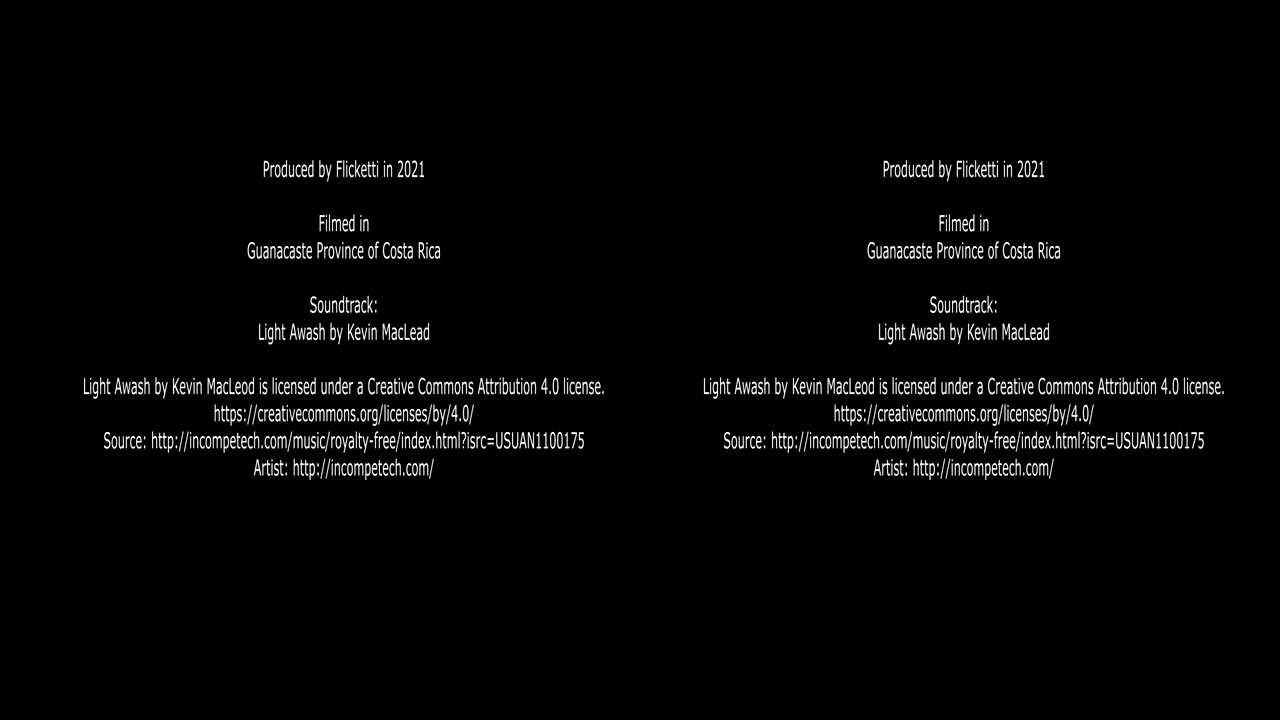 Produced by Flicketti in 2021
Filmed in
Guanacaste Province of Costa Rica
Soundtrack:
Light Awash by Kevin MacLead
Light Awash by Kevin MacLeod is licensed under a Creative Commons Attribution 4.0 license.
https://creativecommons.org/licenses/by/4.0/
Source: http://incompetech.com/music/royalty-free/index.html?isrc=USUAN1100175
Artist: http://incompetech.com/
Produced by Flicketti in 2021
Filmed in
Guanacaste Province of Costa Rica
Soundtrack:
Light Awash by Kevin MacLead
Light Awash by Kevin MacLeod is licensed under a Creative Commons Attribution 4.0 license.
https://creativecommons.org/licenses/by/4.0/
Source: http://incompetech.com/music/royalty-free/index.html?isrc=USUAN1100175
Artist: http://incompetech.com/